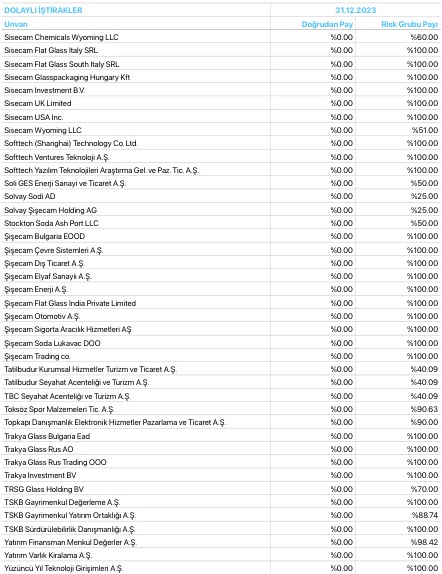 DOLAYLI İŞTİRAKLER 31.12.2023
Unvan Doğrudan Pay Risk Grubu Payı
Sisecam Chemicals Wyoming LLC %0.00 %60.00
Sisecam Flat Glass Italy SRL %0.00 %100.00
Sisecam Flat Glass South Italy SRL %0.00 %100.00
Sisecam Glasspackaging Hungary Kft %0.00 %100.00
Sisecam Investment B.V. %0.00 %100.00
Sisecam UK Limited %0.00 %100.00
Sisecam USA Inc. %0.00 %100.00
Sisecam Wyoming LLC %0.00 %51.00
Softtech (Shanghai) Technology Co. Ltd. %0.00 %100.00
Softtech Ventures Teknoloji A.Ş. %0.00 %100.00
Softtech Yazılım Teknolojileri Araştırma Gel. ve Paz. Tic. A.Ş. %0.00 %100.00
Soli GES Enerji Sanayi ve Ticaret A.Ş. %0.00 %50.00
Solvay Sodi AD %0.00 %25.00
Solvay Şişecam Holding AG %0.00 %25.00
Stockton Soda Ash Port LLC %0.00 %50.00
Şişecam Bulgaria EOOD %0.00 %100.00
Şişecam Çevre Sistemleri A.Ş. %0.00 %100.00
Şişecam Dış Ticaret A.Ş. %0.00 %100.00
Şişecam Elyaf Sanayii A.Ş. %0.00 %100.00
Şişecam Enerji A.Ş. %0.00 %100.00
Şişecam Flat Glass India Private Limited %0.00 %100.00
Şişecam Otomotiv A.Ş. %0.00 %100.00
Şişecam Sigorta Aracılık Hizmetleri AŞ %0.00 %100.00
Şişecam Soda Lukavac DOO %0.00 %100.00
Şişecam Trading co. %0.00 %100.00
Tatilbudur Kurumsal Hizmetler Turizm ve Ticaret A.Ş. %0.00 %40.09
Tatilbudur Seyahat Acenteliği ve Turizm A.Ş. %0.00 %40.09
TBC Seyahat Acenteliği ve Turizm A.Ş. %0.00 %40.09
Toksöz Spor Malzemeleri Tic. A.Ş. %0.00 %90.63
Topkapı Danışmanlık Elektronik Hizmetler Pazarlama ve Ticaret A.Ş. %0.00 %90.00
Trakya Glass Bulgaria Ead %0.00 %100.00
Trakya Glass Rus AO %0.00 %100.00
Trakya Glass Rus Trading OOO %0.00 %100.00
Trakya Investment BV %0.00 %100.00
TRSG Glass Holding BV %0.00 %70.00
TSKB Gayrimenkul Değerleme A.Ş. %0.00 %100.00
TSKB Gayrimenkul Yatırım Ortaklığı A.Ş. %0.00 %88.74
TSKB Sürdürülebilirlik Danışmanlığı A.Ş. %0.00 %100.00
Yatırım Finansman Menkul Değerler A.Ş. %0.00 %98.42
Yatırım Varlık Kiralama A.Ş. %0.00 %100.00
Yüzüncü Yıl Teknoloji Girişimleri A.Ş. %0.00 %100.00